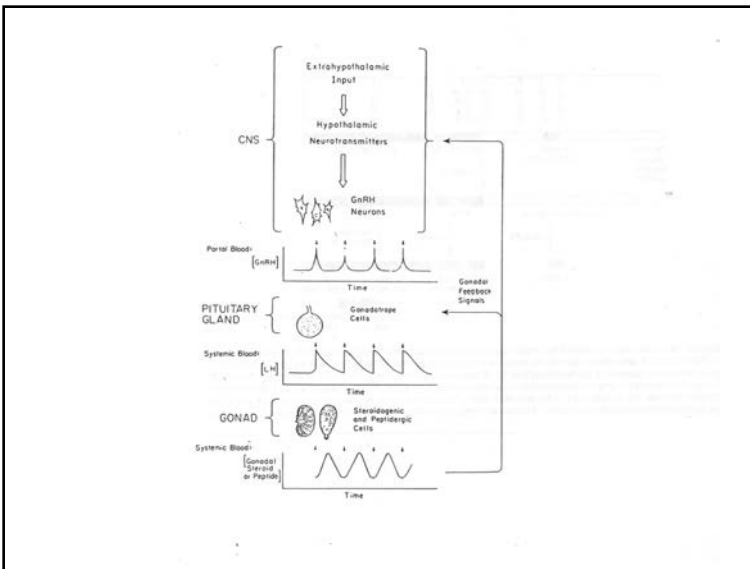 Extrahypothalamic
Input
Hypothalamic
Neurotransmitters
CNS
GnRH
Neurons
Portal Blood:
[GnRH]
Time
Gonadal
Feedback
Signals
PITUITARY
GLAND
Gonadotrope
Cells
Systemic Blood:
[LH]
Time
GONAD
Steroidogenic
and Peptidergic
Cells
Systemic Blood:
[Gonadal
Steroid
or Peptide]
Time